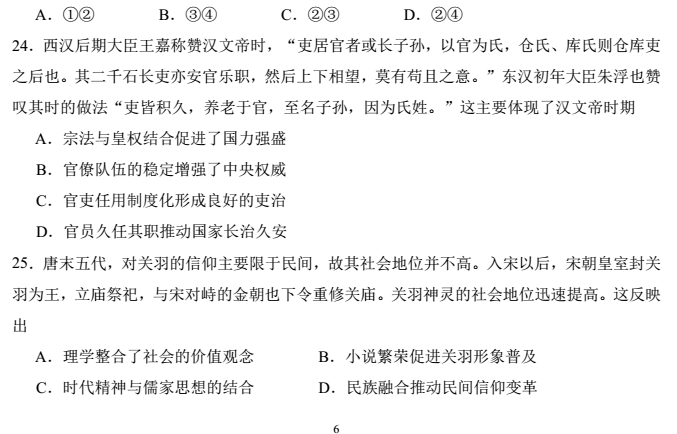 A．①② B．③④ C．②③ D．②④
24．西汉后期大臣王嘉称赞汉文帝时，“吏居官者或长子孙，以官为氏，仓氏、库氏则仓库吏
之后也。其二千石长吏亦安官乐职，然后上下相望，莫有苟且之意。”东汉初年大臣朱浮也赞
叹其时的做法“吏皆积久，养老于官，至名子孙，因为氏姓。”这主要体现了汉文帝时期
A．宗法与皇权结合促进了国力强盛
B．官僚队伍的稳定增强了中央权威
C．官吏任用制度化形成良好的吏治
D．官员久任其职推动国家长治久安
25．唐末五代，对关羽的信仰主要限于民间，故其社会地位并不高。入宋以后，宋朝皇室封关
羽为王，立庙祭祀，与宋对峙的金朝也下令重修关庙。关羽神灵的社会地位迅速提高。这反映
出
A．理学整合了社会的价值观念 B．小说繁荣促进关羽形象普及
C．时代精神与儒家思想的结合 D．民族融合推动民间信仰变革
6